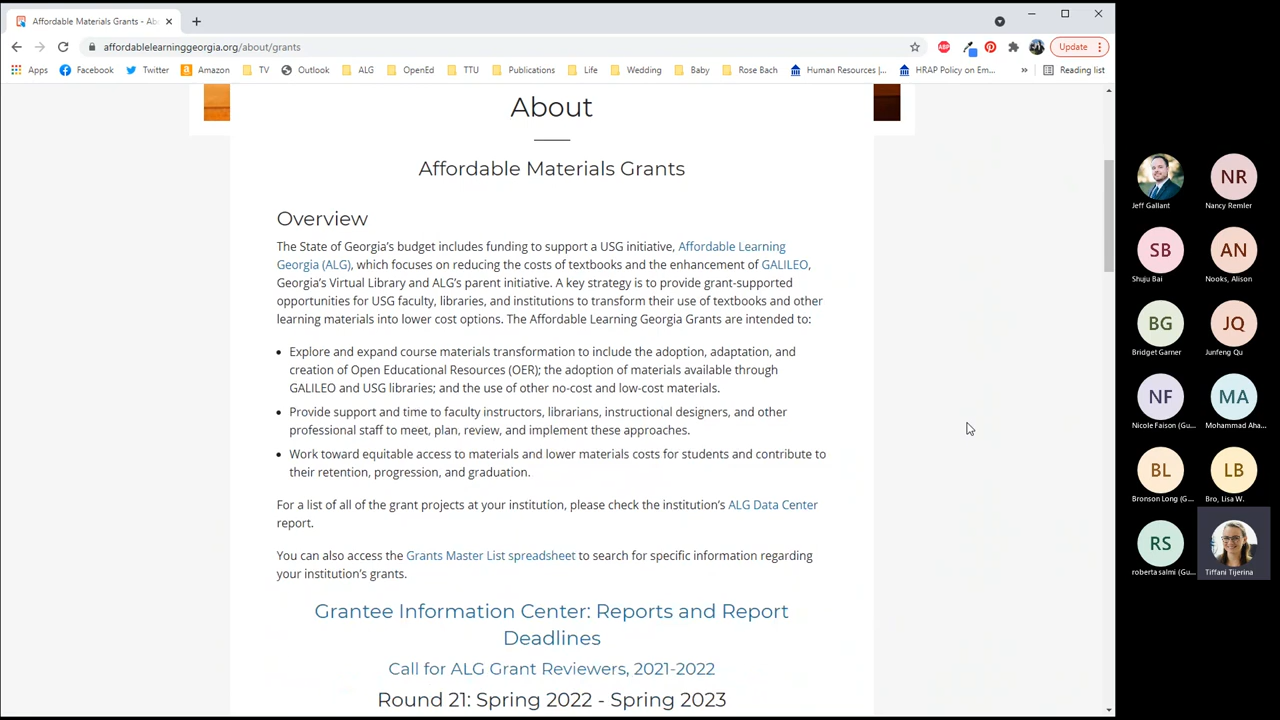 Affordable Materials Grants - Abo
affordablelearninggeorgia.org/about/grants
ABP
Update
Apps
Facebook
Twitter
Amazon
TV
Outlook
ALG
OpenEd
TTU
Publications
Life
Wedding
Baby
Rose Bach
Human Resources |...
HRAP Policy on Em...
»
Reading list
About
Affordable Materials Grants
Overview
The State of Georgia's budget includes funding to support a USG initiative, Affordable Learning
Georgia (ALG), which focuses on reducing the costs of textbooks and the enhancement of GALILEO,
Georgia's Virtual Library and ALG's parent initiative. A key strategy is to provide grant-supported
opportunities for USG faculty, libraries, and institutions to transform their use of textbooks and other
learning materials into lower cost options. The Affordable Learning Georgia Grants are intended to:
• Explore and expand course materials transformation to include the adoption, adaptation, and
creation of Open Educational Resources (OER); the adoption of materials available through
GALILEO and USG libraries; and the use of other no-cost and low-cost materials.
• Provide support and time to faculty instructors, librarians, instructional designers, and other
professional staff to meet, plan, review, and implement these approaches.
• Work toward equitable access to materials and lower materials costs for students and contribute to
their retention, progression, and graduation.
For a list of all of the grant projects at your institution, please check the institution's ALG Data Center
report.
You can also access the Grants Master List spreadsheet to search for specific information regarding
your institution's grants.
Grantee Information Center: Reports and Report
Deadlines
Call for ALG Grant Reviewers, 2021-2022
Round 21: Spring 2022 - Spring 2023
Jeff Gallant
NR
Nancy Remler
SB
Shuju Bai
AN
Nooks, Alison
BG
Bridget Garner
JQ
Junfeng Qu
NF
Nicole Faison (Gu...
MA
Mohammad Aha...
BL
Bronson Long (G...
LB
Bro, Lisa W.
RS
roberta salmi (Gu...
Tiffani Tijerina